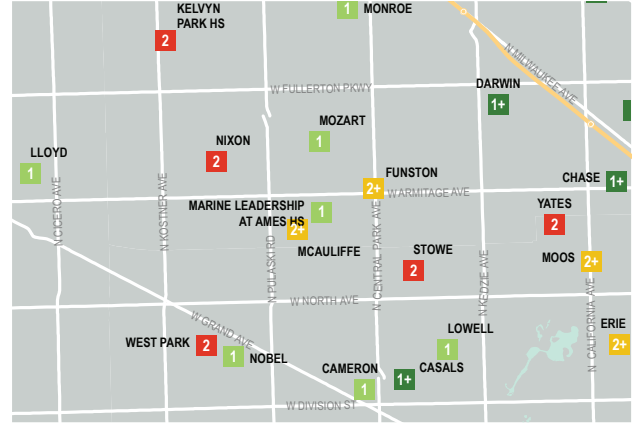 KELVYN
PARK HS
2
1
MONROE
N MILWAUKEE AVE
W FULLERTON PKWY
DARWIN
1+
MOZART
1
NIXON
2
LLOYD
1
FUNSTON
2+
W ARMITAGE AVE
CHASE
1+
MARINE LEADERSHIP
AT AMES HS
1
2+
MCAULIFFE
YATES
2
STOWE
2
MOOS
2+
N CICERO AVE
N KOSTNER AVE
N PULASKI RD
N CENTRAL PARK AVE
N KEDZIE AVE
N CALIFORNIA AVE
W NORTH AVE
W GRAND AVE
WEST PARK
2
1
NOBEL
LOWELL
1
ERIE
2+
CAMERON
1
1+
CASALS
W DIVISION ST